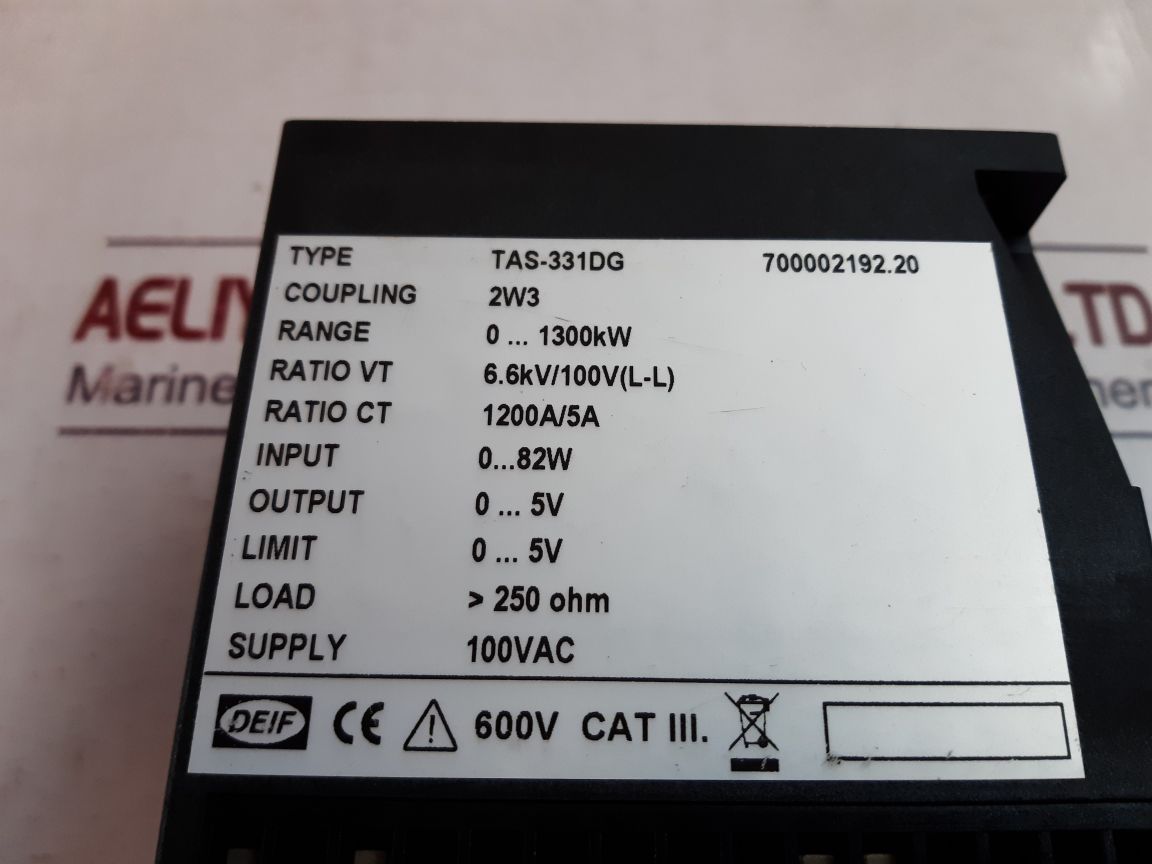 TYPE TAS-331DG 700002192.20
COUPLING 2W3
RANGE 0 ... 1300kW
RATIO VT 6.6kV/100V(L-L)
RATIO CT 1200A/5A
INPUT 0...82W
OUTPUT 0 ... 5V
LIMIT 0 ... 5V
LOAD > 250 ohm
SUPPLY 100VAC
DEIF CE 600V CAT III.
LTD
Marine